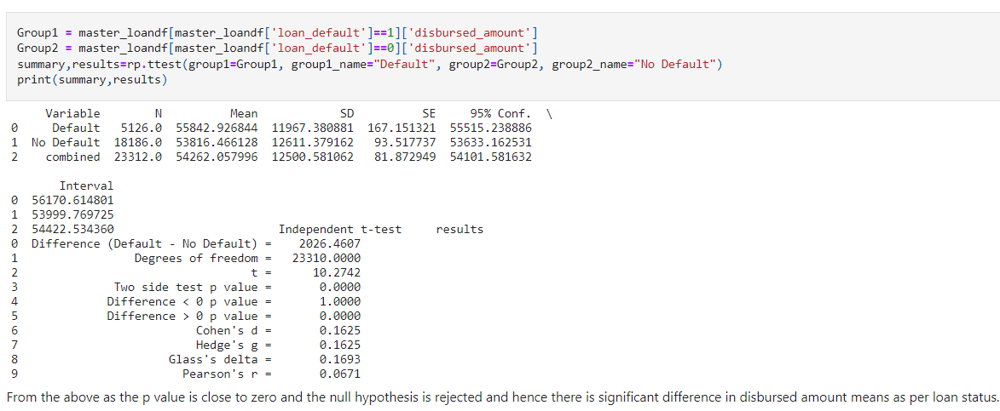 Group1 = master_loandf[master_loandf['loan_default']==1]['disbursed_amount']
Group2 = master_loandf[master_loandf['loan_default']==0]['disbursed_amount']
summary,results=rp.ttest(group1=Group1, group1_name="Default", group2=Group2, group2_name="No Default")
print(summary,results)
Variable N Mean SD SE 95% Conf. \
0 Default 5126.0 55842.926844 11967.380881 167.151321 55515.238886
1 No Default 18186.0 53816.466128 12611.379162 93.517737 53633.162531
2 combined 23312.0 54262.057996 12500.581062 81.872949 54101.581632
Interval
0 56170.614801
1 53999.769725
2 54422.534360 Independent t-test results
0 Difference (Default - No Default) = 2026.4607
1 Degrees of freedom = 23310.0000
2 t = 10.2742
3 Two side test p value = 0.0000
4 Difference < 0 p value = 1.0000
5 Difference > 0 p value = 0.0000
6 Cohen's d = 0.1625
7 Hedge's g = 0.1625
8 Glass's delta = 0.1693
9 Pearson's r = 0.0671
From the above as the p value is close to zero and the null hypothesis is rejected and hence there is significant difference in disbursed amount means as per loan status.